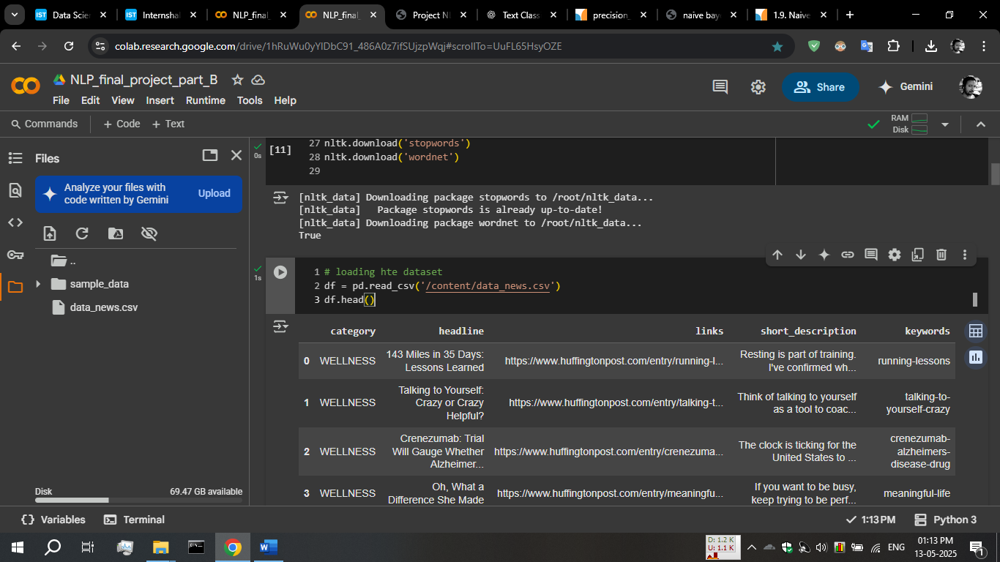 Data Scien
Internshal
NLP_final_
NLP_final_
Project NL
Text Class
precision_
naive bay
1.9. Naive
colab.research.google.com/drive/1hRuWu0yYIDbC91_486A0z7ifSUjzpWqj#scrollTo=UuFL65HsyOZE
NLP_final_project_part_B
File Edit View Insert Runtime Tools Help
Share
Gemini
Commands + Code + Text
RAM
Disk
Files
Analyze your files with
code written by Gemini
Upload
..
sample_data
data_news.csv
Disk 69.47 GB available
0s
[11]
27 nltk.download('stopwords')
28 nltk.download('wordnet')
29
[nltk_data] Downloading package stopwords to /root/nltk_data...
[nltk_data]   Package stopwords is already up-to-date!
[nltk_data] Downloading package wordnet to /root/nltk_data...
True
1s
1 # loading hte dataset
2 df = pd.read_csv('/content/data_news.csv')
3 df.head()
category headline links short_description keywords
0 WELLNESS 143 Miles in 35 Days: Lessons Learned https://www.huffingtonpost.com/entry/running-l... Resting is part of training. I've confirmed wh... running-lessons
1 WELLNESS Talking to Yourself: Crazy or Crazy Helpful? https://www.huffingtonpost.com/entry/talking-t... Think of talking to yourself as a tool to coac... talking-to-yourself-crazy
2 WELLNESS Crenezumab: Trial Will Gauge Whether Alzheimer... https://www.huffingtonpost.com/entry/crenezuma... The clock is ticking for the United States to ... crenezumab-alzheimers-disease-drug
3 WELLNESS Oh, What a Difference She Made https://www.huffingtonpost.com/entry/meaningfu... If you want to be busy, keep trying to be perf... meaningful-life
Variables Terminal
1:13 PM Python 3
D: 1.2 K
U: 1.1 K
ENG
01:13 PM
13-05-2025
1